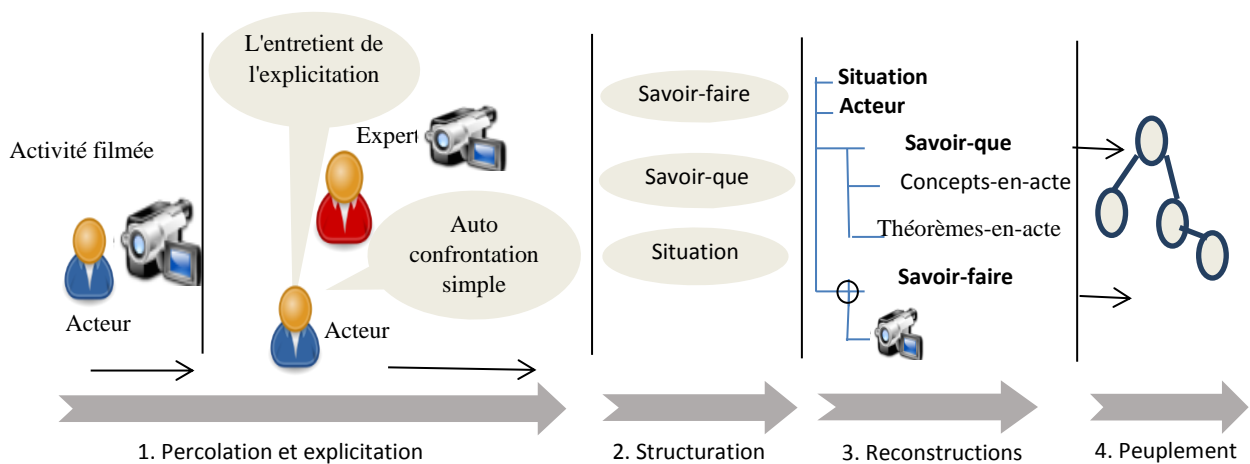 Activité filmée
Acteur
L'entretient de
l'explicitation
Expert
Auto
confrontation
simple
Acteur
Savoir-faire
Savoir-que
Situation
Situation
Acteur
Savoir-que
Concepts-en-acte
Théorèmes-en-acte
Savoir-faire
1. Percolation et explicitation
2. Structuration
3. Reconstructions
4. Peuplement